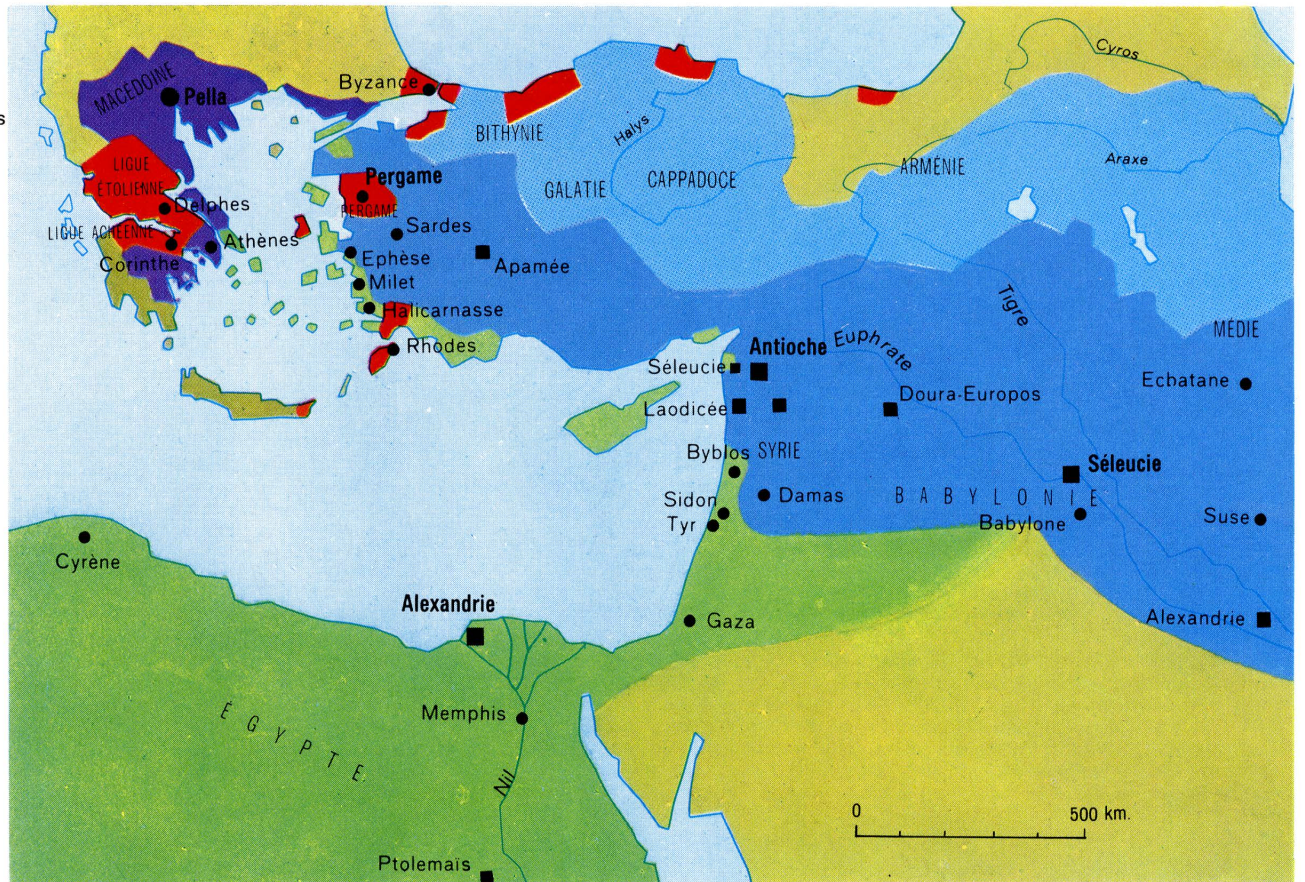 s
Cyros
Byzance
MACÉDOINE
Pella
BITHYNIE
Halys
LIGUE
ÉTOLIENNE
GALATIE
CAPPADOCE
ARMÉNIE
Araxe
Pergame
PERGAME
Delphes
LIGUE ACHÉENNE
Sardes
Athènes
Corinthe
Ephèse
Apamée
Milet
Halicarnasse
Tigre
MÉDIE
Rhodes
Euphrate
Antioche
Séleucie
Echatane
Doura-Europos
Laodicée
Byblos
SYRIE
Séleucie
Damas
BABYLONIE
Sidon
Tyr
Babylone
Suse
Cyrène
Alexandrie
Gaza
Alexandrie
ÉGYPTE
Memphis
Nil
0
500 km.
Ptolemaïs